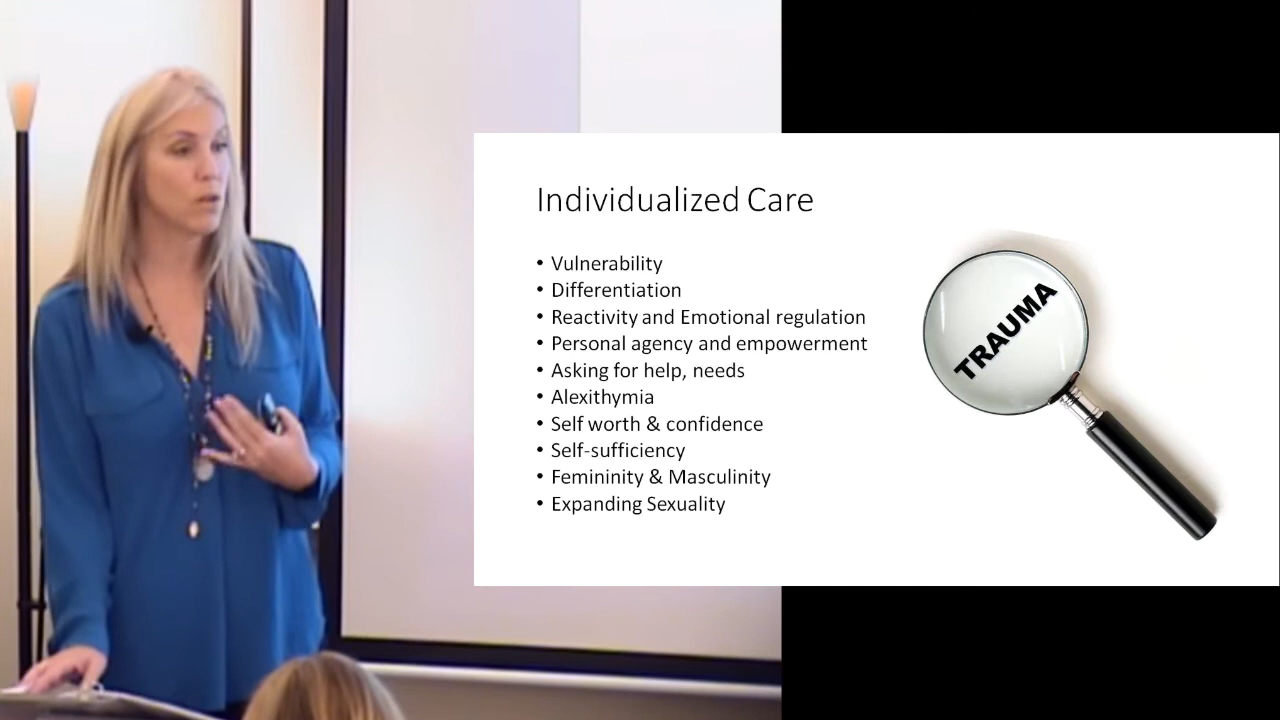 Individualized Care
• Vulnerability
• Differentiation
• Reactivity and Emotional regulation
• Personal agency and empowerment
• Asking for help, needs
• Alexithymia
• Self worth & confidence
• Self-sufficiency
• Femininity & Masculinity
• Expanding Sexuality
TRAUMA